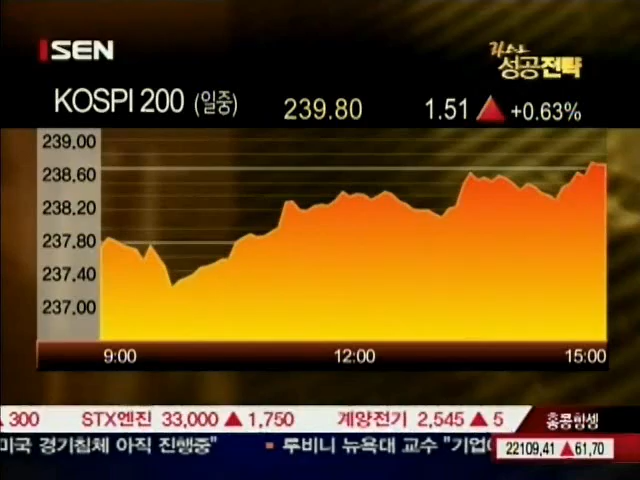 SEN
성공전략
KOSPI 200 (일중) 239.80 1.51 ▲ +0.63%
239.00
238.60
238.20
237.80
237.40
237.00
9:00 12:00 15:00
300 STX엔진 33,000 ▲ 1,750 계양전기 2,545 ▲ 5
홍콩항셍
미국 경기침체 아직 진행중" ▪ 루비니 뉴욕대 교수 "기업
22109,41 ▲61,70